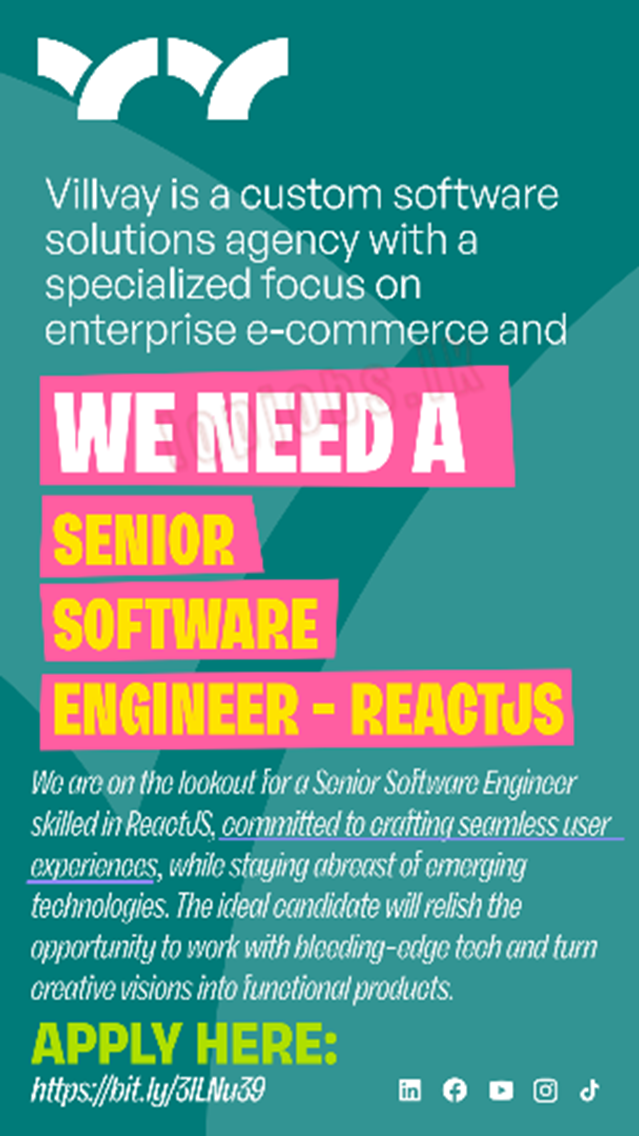 Villvay is a custom software
solutions agency with a
specialized focus on
enterprise e-commerce and
topjobs.lk
WE NEED A
SENIOR
SOFTWARE
ENGINEER - REACTJS
We are on the lookout for a Senior Software Engineer
skilled in ReactJS, committed to crafting seamless user
experiences, while staying abreast of emerging
technologies. The ideal candidate will relish the
opportunity to work with bleeding-edge tech and turn
creative visions into functional products.
APPLY HERE:
https://bit.ly/3ILNu39